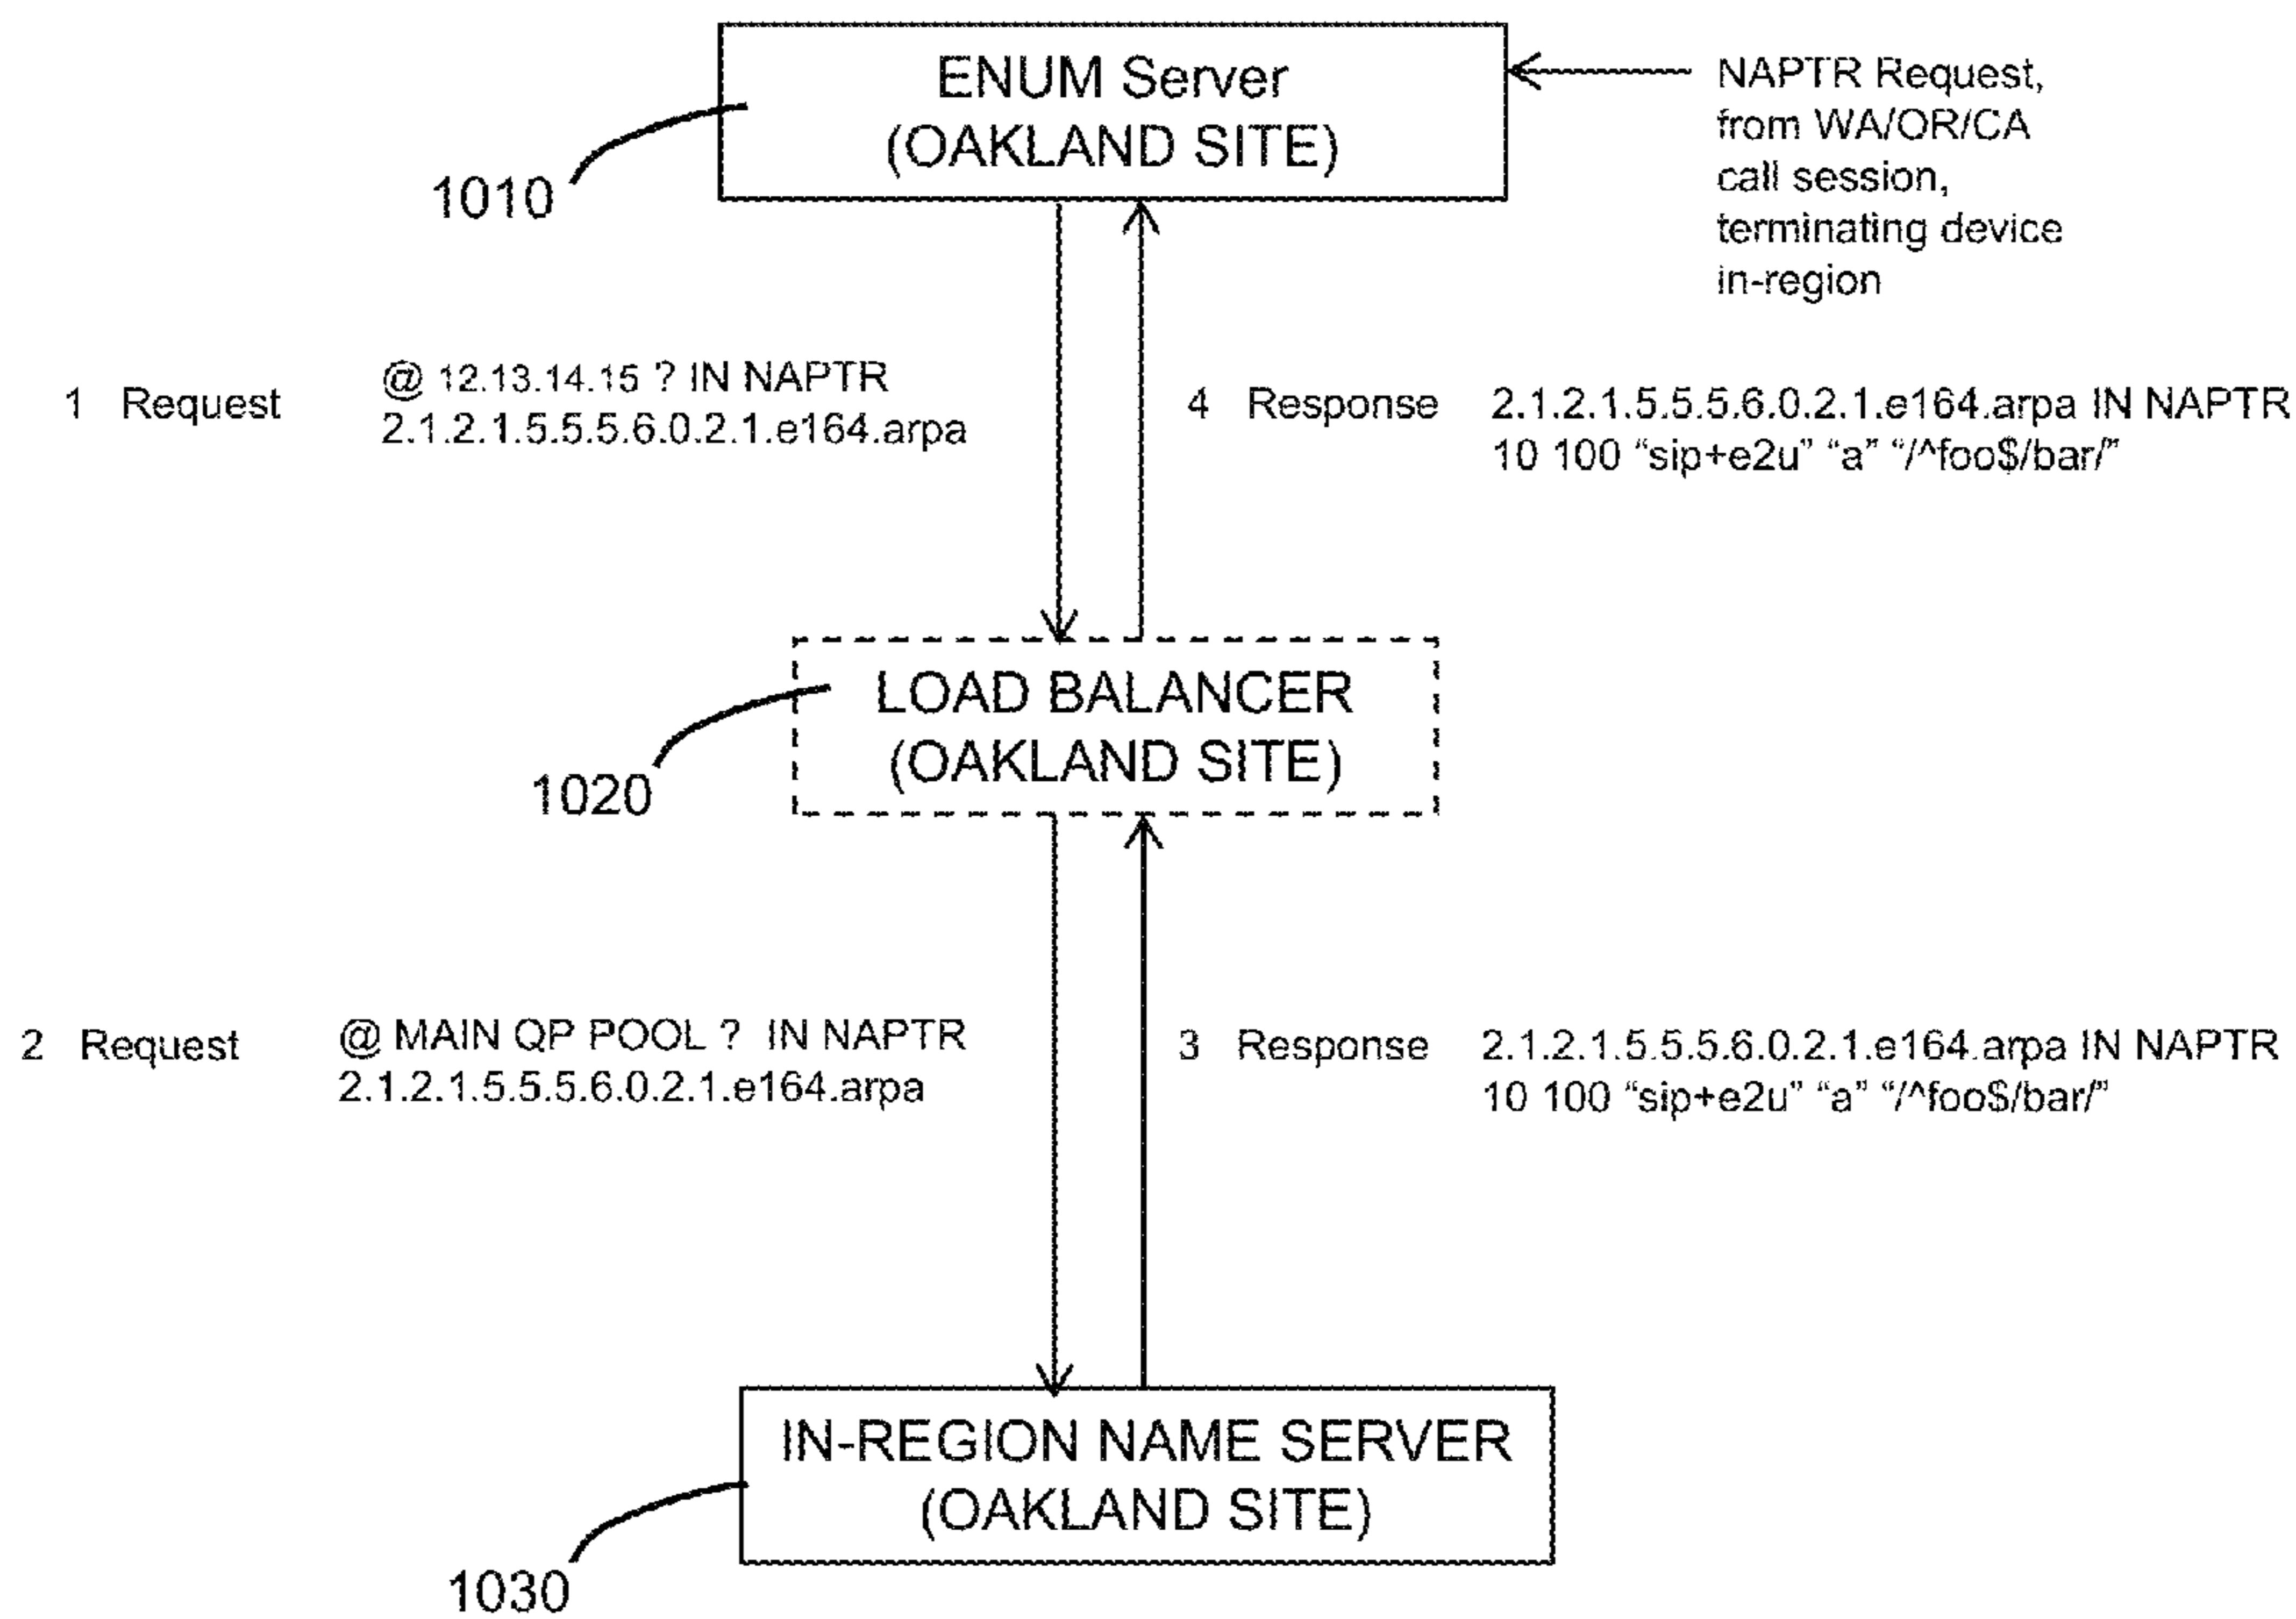 ENUM Server
(OAKLAND SITE)
1010
NAPTR Request,
from WA/OR/CA
call session,
terminating device
in-region
1 Request
@ 12.13.14.15 ? IN NAPTR
2.1.2.1.5.5.5.6.0.2.1.e164.arpa
4 Response
2.1.2.1.5.5.5.6.0.2.1.e164.arpa IN NAPTR
10 100 “sip+e2u” “a” “/^foo$/bar/”
LOAD BALANCER
(OAKLAND SITE)
1020
2 Request
@ MAIN QP POOL ? IN NAPTR
2.1.2.1.5.5.5.6.0.2.1.e164.arpa
3 Response
2.1.2.1.5.5.5.6.0.2.1.e164.arpa IN NAPTR
10 100 “sip+e2u” “a” “/^foo$/bar/”
IN-REGION NAME SERVER
(OAKLAND SITE)
1030